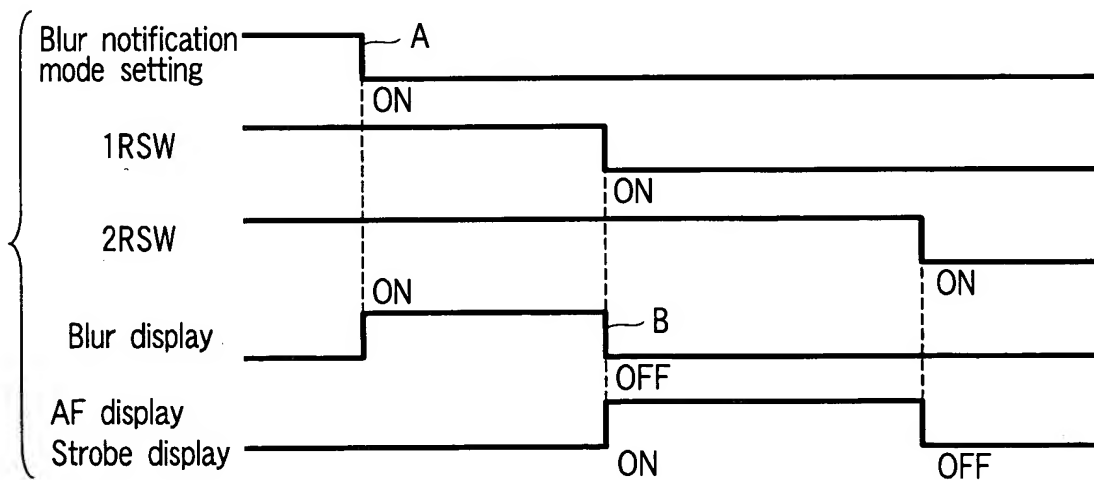 Blur notification
mode setting
A
ON
1RSW
ON
2RSW
ON
ON
Blur display
B
OFF
AF display
Strobe display
ON
OFF